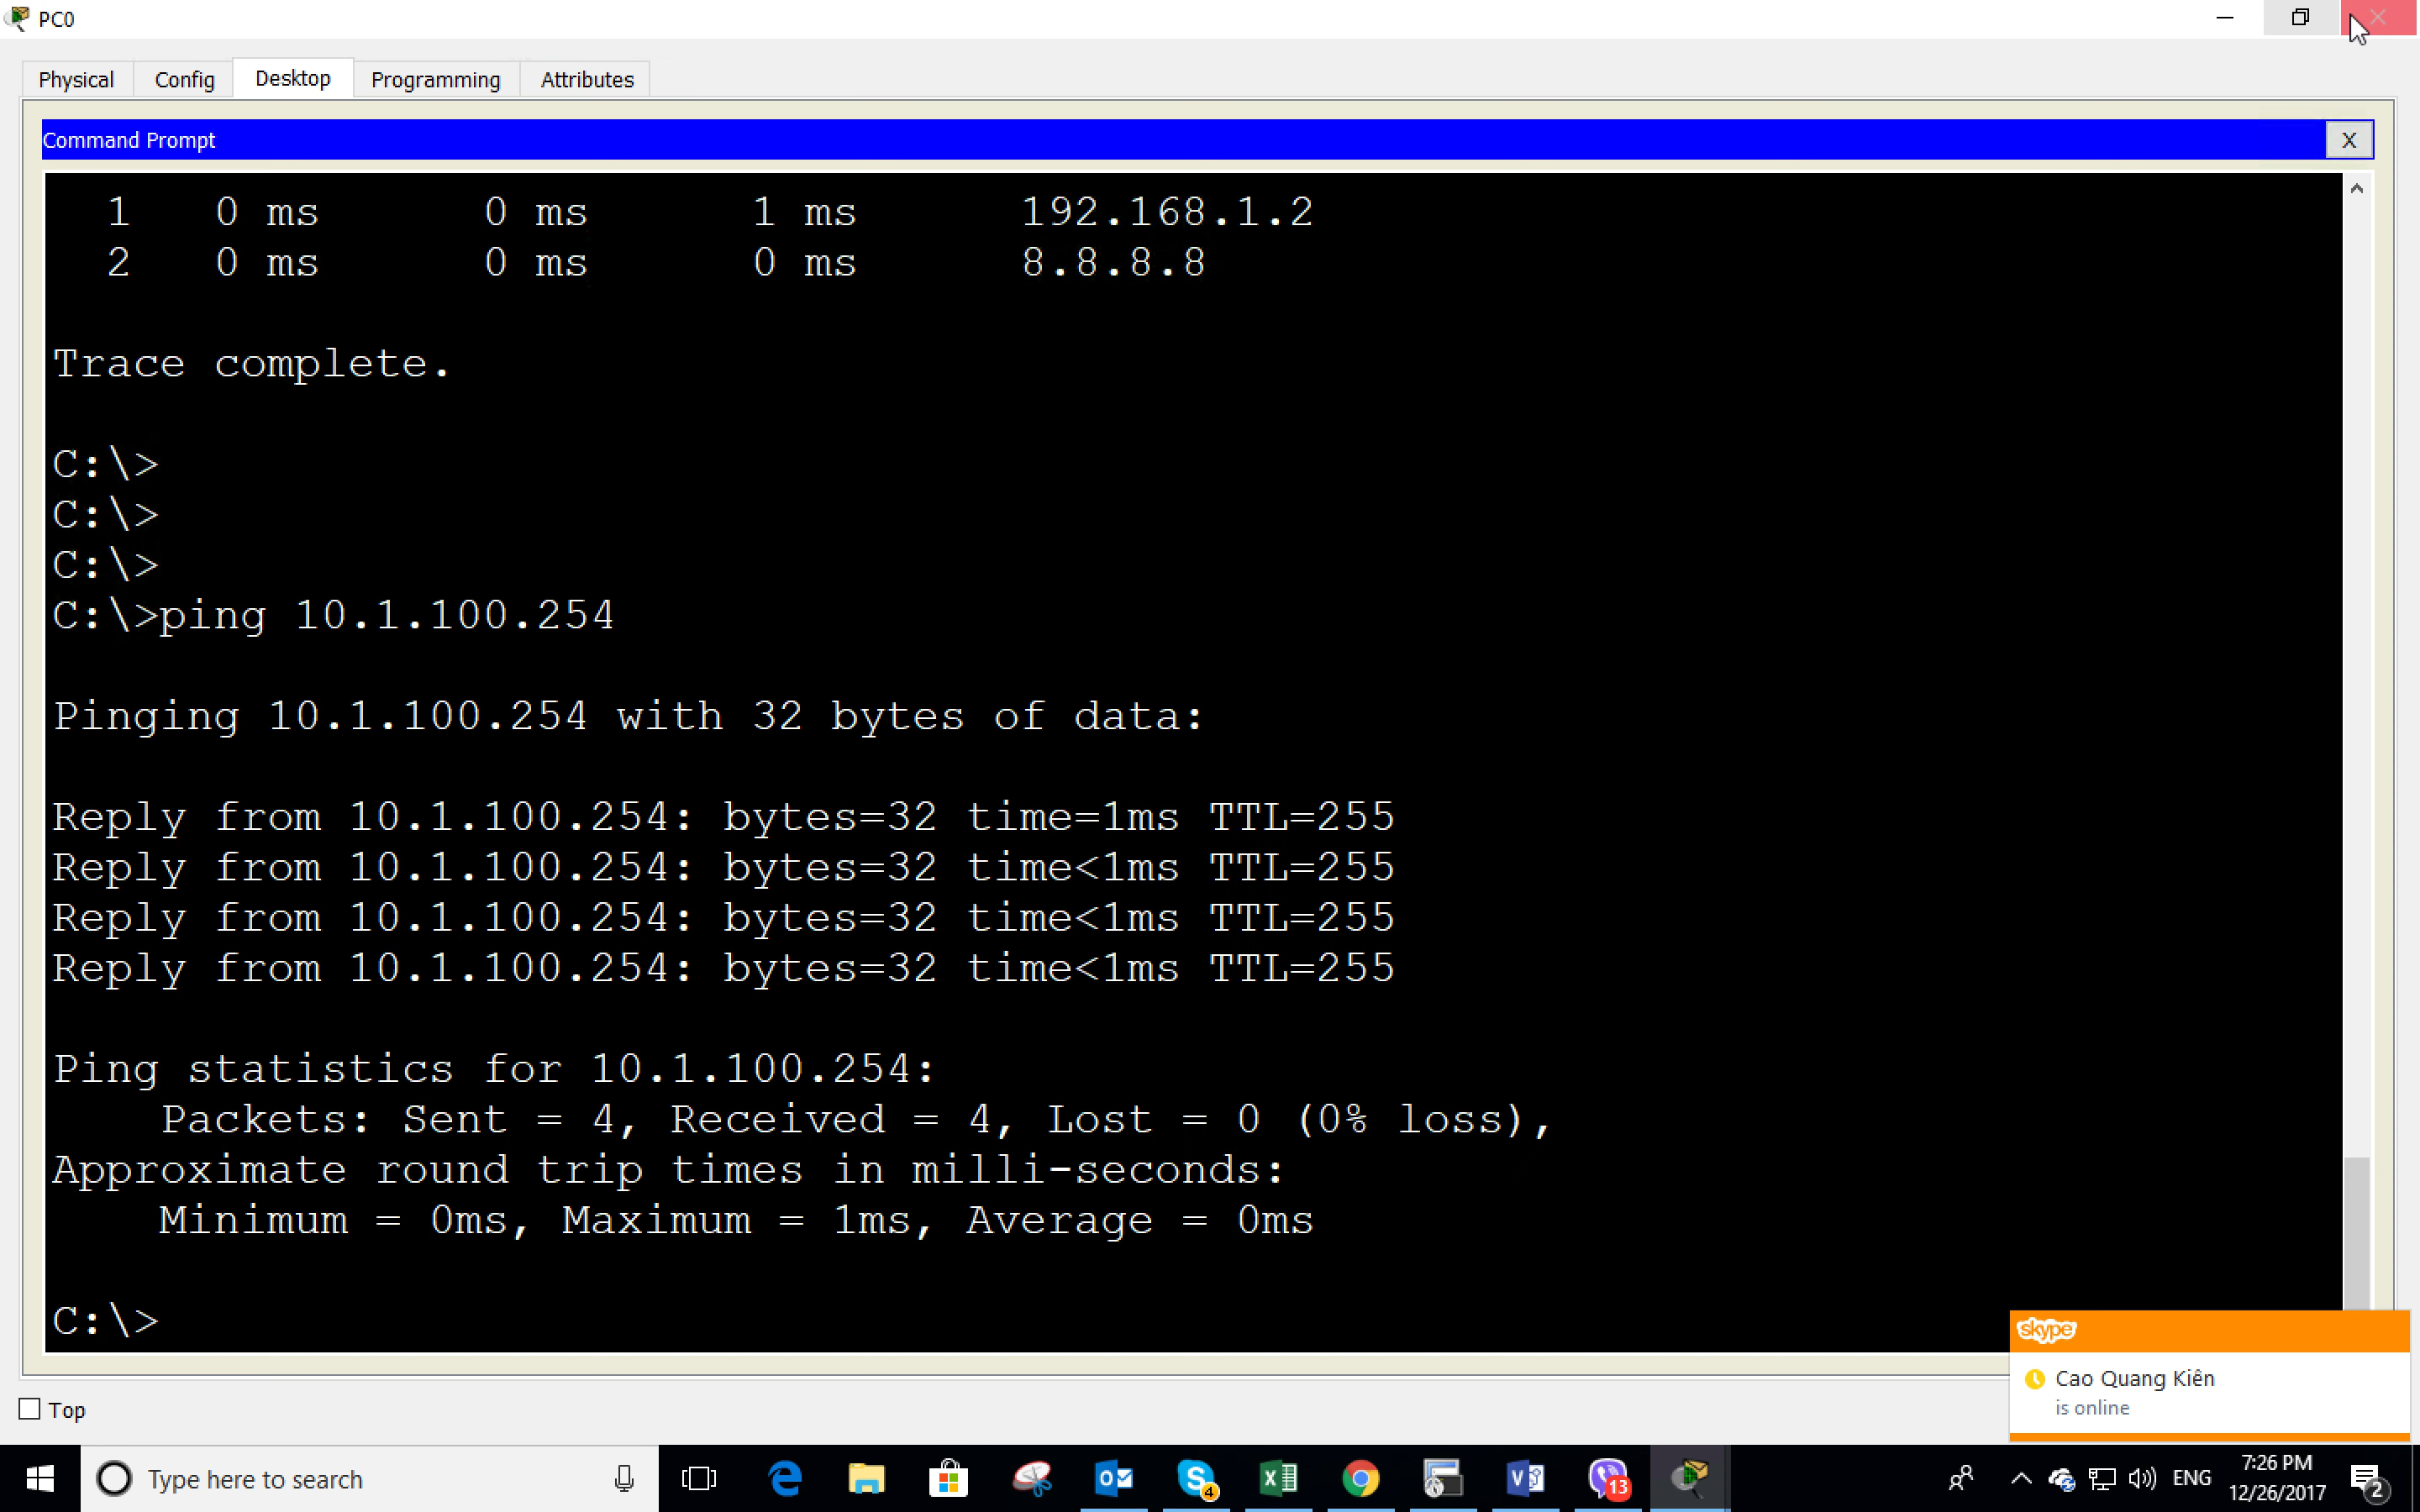 PC0
Physical Config Desktop Programming Attributes
Command Prompt X
1 0 ms 0 ms 1 ms 192.168.1.2
2 0 ms 0 ms 0 ms 8.8.8.8
Trace complete.
C:\>
C:\>
C:\>
C:\>ping 10.1.100.254
Pinging 10.1.100.254 with 32 bytes of data:
Reply from 10.1.100.254: bytes=32 time=1ms TTL=255
Reply from 10.1.100.254: bytes=32 time<1ms TTL=255
Reply from 10.1.100.254: bytes=32 time<1ms TTL=255
Reply from 10.1.100.254: bytes=32 time<1ms TTL=255
Ping statistics for 10.1.100.254:
Packets: Sent = 4, Received = 4, Lost = 0 (0% loss),
Approximate round trip times in milli-seconds:
Minimum = 0ms, Maximum = 1ms, Average = 0ms
C:\>
skype
Cao Quang Kiên
is online
Top
Type here to search
4
13
ENG
7:26 PM
12/26/2017
2